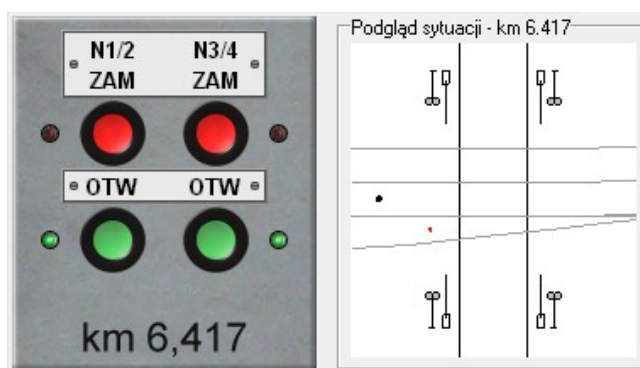 N1/2 N3/4
ZAM ZAM
OTW OTW
km 6,417
Podgląd sytuacji - km 6.417